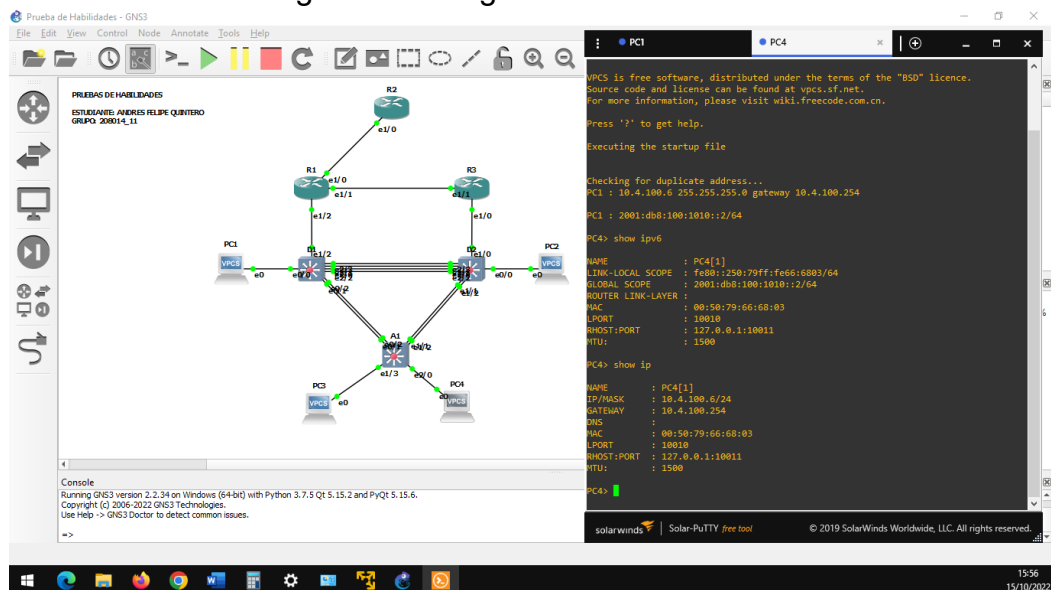 Prueba de Habilidades - GNS3
File Edit View Control Node Annotate Tools Help
PRUEBAS DE HABILIDADES
ESTUDIANTE: ANDRES FELIPE QUINTERO
GRUPO: 208014_11
R2
e1/0
R1
e1/0
e1/1
R3
e1/1
e1/2
e1/0
PC1
e1/2
D2
e1/0
PC2
VPCS
e0
e0/0
e0
VPCS
e1/2
A1
e1/3
e2/0
PC3
PC4
VPCS
e0
e0
VPCS
Console
Running GNS3 version 2.2.34 on Windows (64-bit) with Python 3.7.5 Qt 5.15.2 and PyQt 5.15.6.
Copyright (c) 2006-2022 GNS3 Technologies.
Use Help -> GNS3 Doctor to detect common issues.
=>
PC1
PC4
VPCS is free software, distributed under the terms of the "BSD" licence.
Source code and license can be found at vpcs.sf.net.
For more information, please visit wiki.freecode.com.cn.
Press '?' to get help.
Executing the startup file
Checking for duplicate address...
PC1 : 10.4.100.6 255.255.255.0 gateway 10.4.100.254
PC1 : 2001:db8:100:1010::2/64
PC4> show ipv6
NAME : PC4[1]
LINK-LOCAL SCOPE : fe80::250:79ff:fe66:6803/64
GLOBAL SCOPE : 2001:db8:100:1010::2/64
ROUTER LINK-LAYER :
MAC : 00:50:79:66:68:03
LPORT : 10010
RHOST:PORT : 127.0.0.1:10011
MTU: : 1500
PC4> show ip
NAME : PC4[1]
IP/MASK : 10.4.100.6/24
GATEWAY : 10.4.100.254
DNS :
MAC : 00:50:79:66:68:03
LPORT : 10010
RHOST:PORT : 127.0.0.1:10011
MTU: : 1500
PC4>
solarwinds Solar-PuTTY free tool © 2019 SolarWinds Worldwide, LLC. All rights reserved.
15:56
15/10/2022